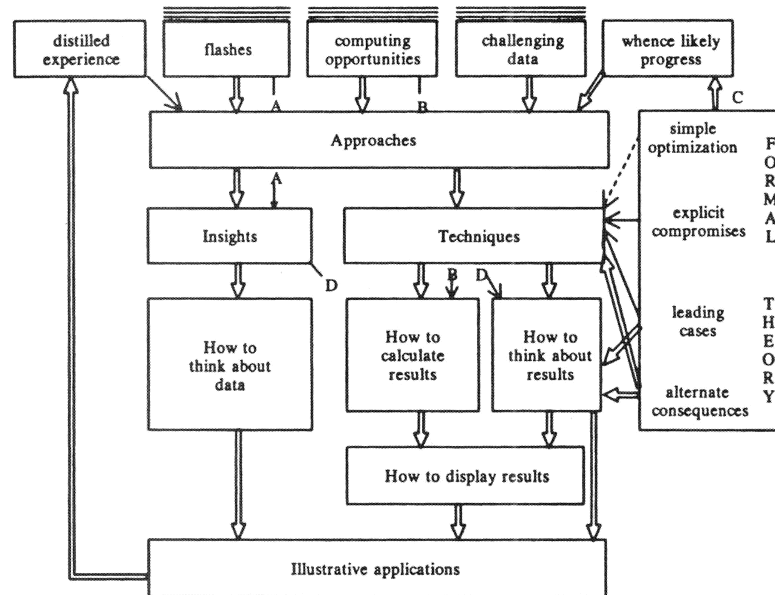 distilled
experience
flashes
computing
opportunities
challenging
data
whence likely
progress
A
B
C
Approaches
simple
optimization
explicit
compromises
leading
cases
alternate
consequences
F
O
R
M
A
L
T
H
E
O
R
Y
A
Insights
Techniques
D
B
D
How to
think about
data
How to
calculate
results
How to
think about
results
How to display results
Illustrative applications